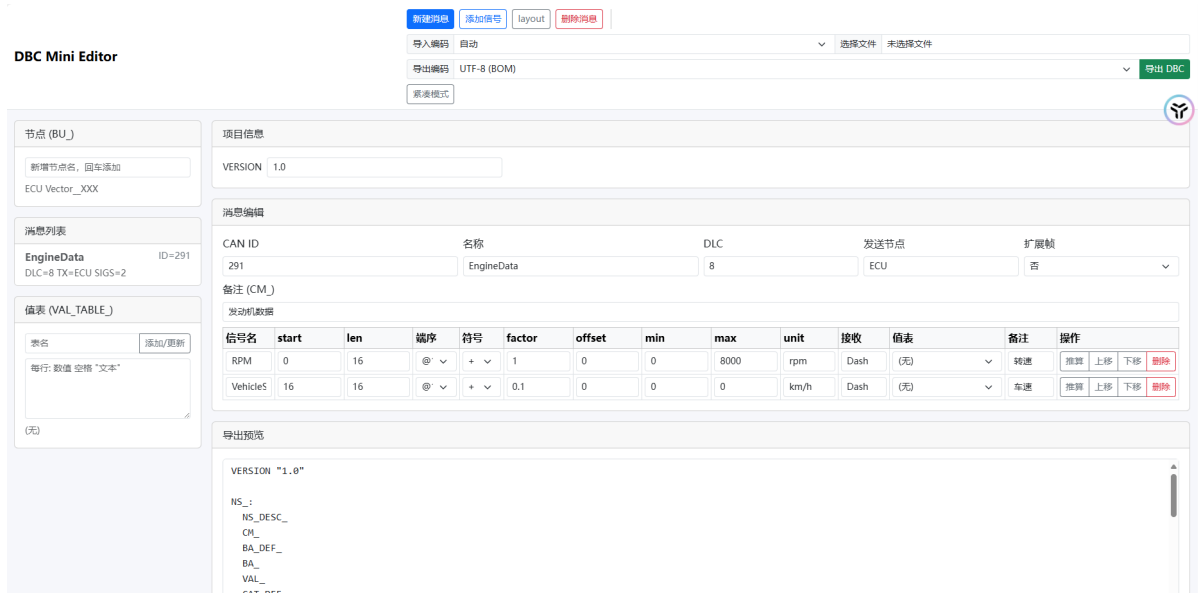 新建消息 添加信号 layout 删除消息
DBC Mini Editor
导入编码 自动 选择文件 未选择文件
导出编码 UTF-8 (BOM) 导出 DBC
紧凑模式
节点 (BU_)
新增节点名，回车添加
ECU Vector__XXX
消息列表
EngineData ID=291
DLC=8 TX=ECU SIGS=2
值表 (VAL_TABLE_)
表名 添加/更新
每行: 数值 空格 "文本"
(无)
项目信息
VERSION 1.0
消息编辑
CAN ID 名称 DLC 发送节点 扩展帧
291 EngineData 8 ECU 否
备注 (CM_)
发动机数据
信号名 start len 端序 符号 factor offset min max unit 接收 值表 备注 操作
RPM 0 16 @ + 1 0 0 8000 rpm Dash (无) 转速 推算 上移 下移 删除
VehicleS 16 16 @ + 0.1 0 0 0 km/h Dash (无) 车速 推算 上移 下移 删除
导出预览
VERSION "1.0"
NS_:
NS_DESC_
CM_
BA_DEF_
BA_
VAL_